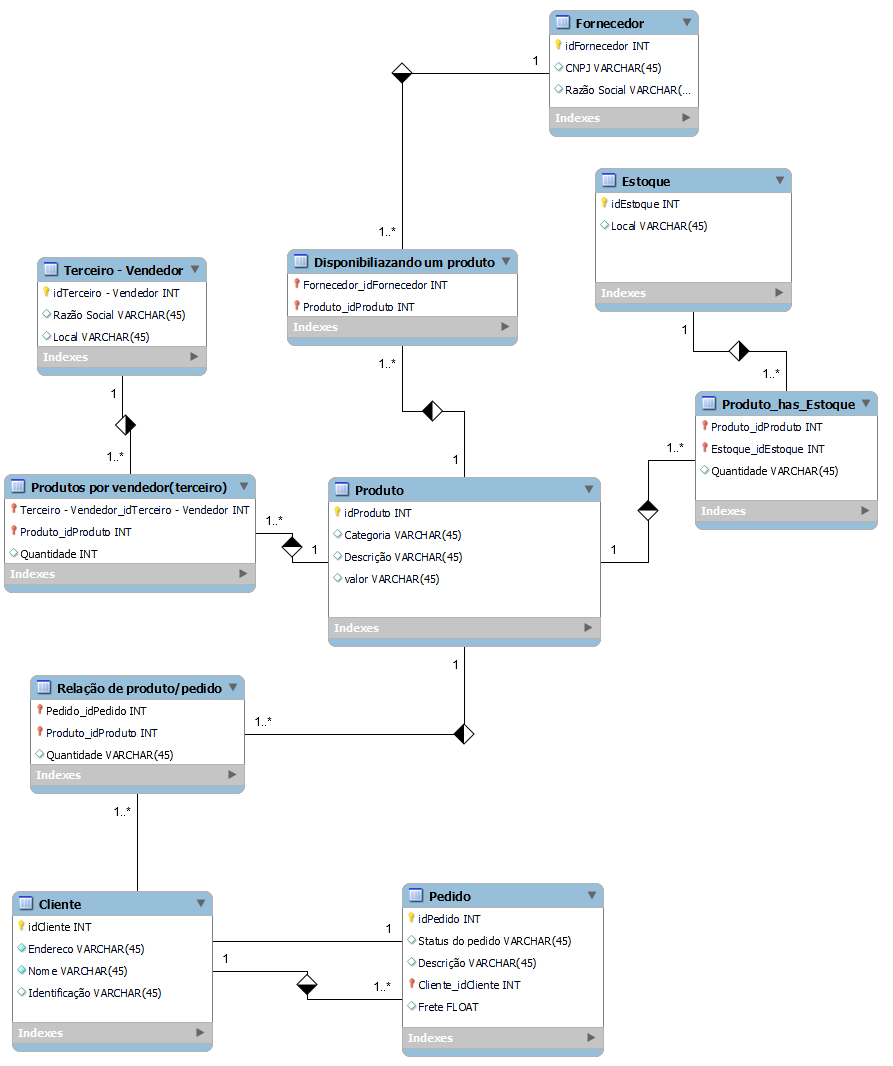 Fornecedor
idFornecedor INT
CNPJ VARCHAR(45)
Razão Social VARCHAR(...
Indexes
1
1..*
Estoque
idEstoque INT
Local VARCHAR(45)
Indexes
1
1..*
Terceiro - Vendedor
idTerceiro - Vendedor INT
Razão Social VARCHAR(45)
Local VARCHAR(45)
Indexes
1
1..*
Disponibiliazando um produto
Fornecedor_idFornecedor INT
Produto_idProduto INT
Indexes
1..*
1
Produto_has_Estoque
Produto_idProduto INT
Estoque_idEstoque INT
Quantidade VARCHAR(45)
Indexes
1..*
1
Produtos por vendedor(terceiro)
Terceiro - Vendedor_idTerceiro - Vendedor INT
Produto_idProduto INT
Quantidade INT
Indexes
1..*
1
Produto
idProduto INT
Categoria VARCHAR(45)
Descrição VARCHAR(45)
valor VARCHAR(45)
Indexes
1
1..*
Relação de produto/pedido
Pedido_idPedido INT
Produto_idProduto INT
Quantidade VARCHAR(45)
Indexes
1..*
Cliente
idCliente INT
Endereco VARCHAR(45)
Nome VARCHAR(45)
Identificação VARCHAR(45)
Indexes
1
1
1..*
Pedido
idPedido INT
Status do pedido VARCHAR(45)
Descrição VARCHAR(45)
Cliente_idCliente INT
Frete FLOAT
Indexes